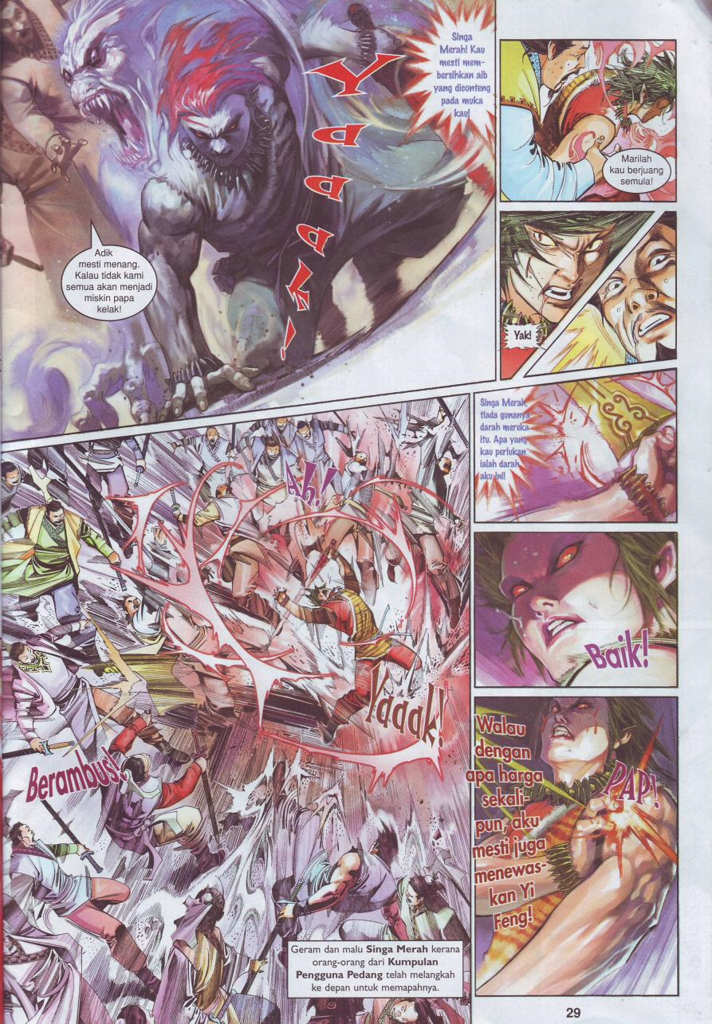 Singa
Merah! Kau
mesti mem-
bersihkan aib
yang diconteng
pada muka
kau!
Yaaaak!
Adik
mesti menang.
Kalau tidak kami
semua akan menjadi
miskin papa
kelak!
Marilah
kau berjuang
semula!
Yak!
Singa Merah,
tiada gunanya
darah mereka
itu. Apa yang
kau perlukan
ialah darah
aku ini!
Baik!
Walau
dengan
apa harga
sekali-
pun, aku
mesti juga
menewas-
kan Yi
Feng!
PAP!
Ah!
Yaaak!
Berambus!
Geram dan malu Singa Merah kerana
orang-orang dari Kumpulan
Pengguna Pedang telah melangkah
ke depan untuk memapahnya.
29